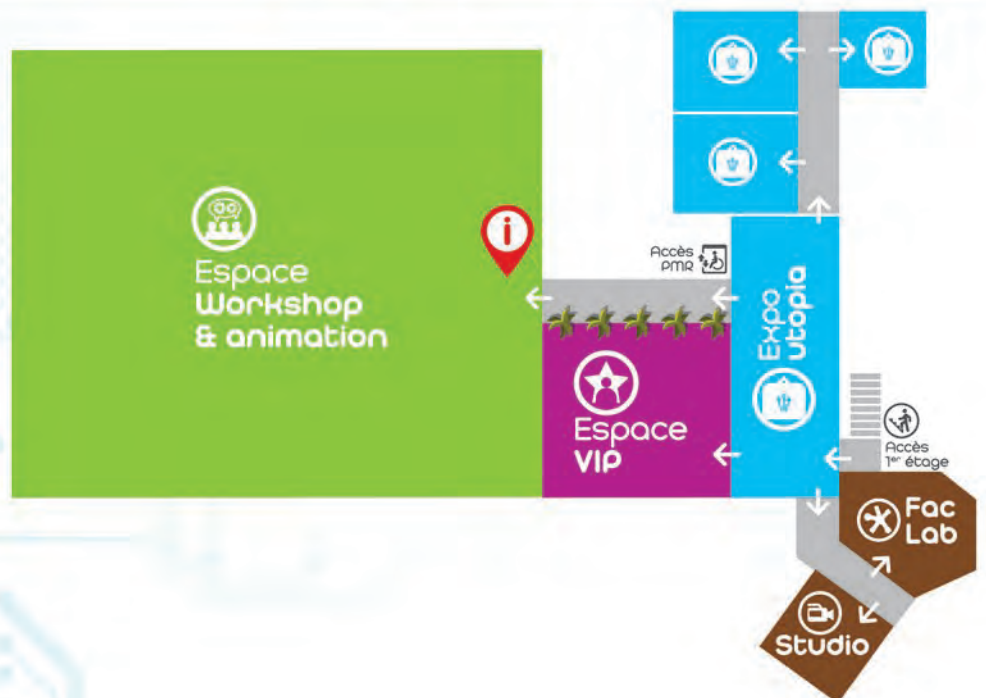 i
Espace
Workshop
& animation
Accès
PMR
Expo
Utopia
Espace
VIP
Accès
1er étage
Fac
Lab
Studio